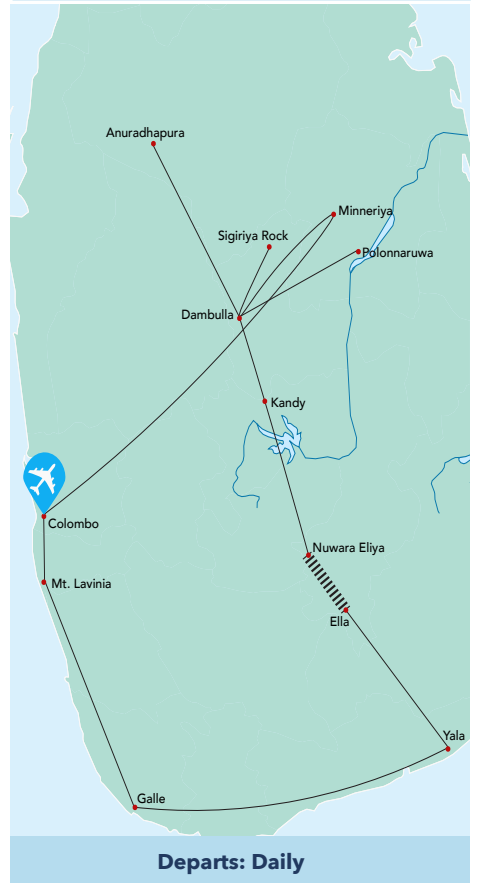 Anuradhapura
Minneriya
Sigiriya Rock
Polonnaruwa
Dambulla
Kandy
Colombo
Nuwara Eliya
Mt. Lavinia
Ella
Yala
Galle
Departs: Daily